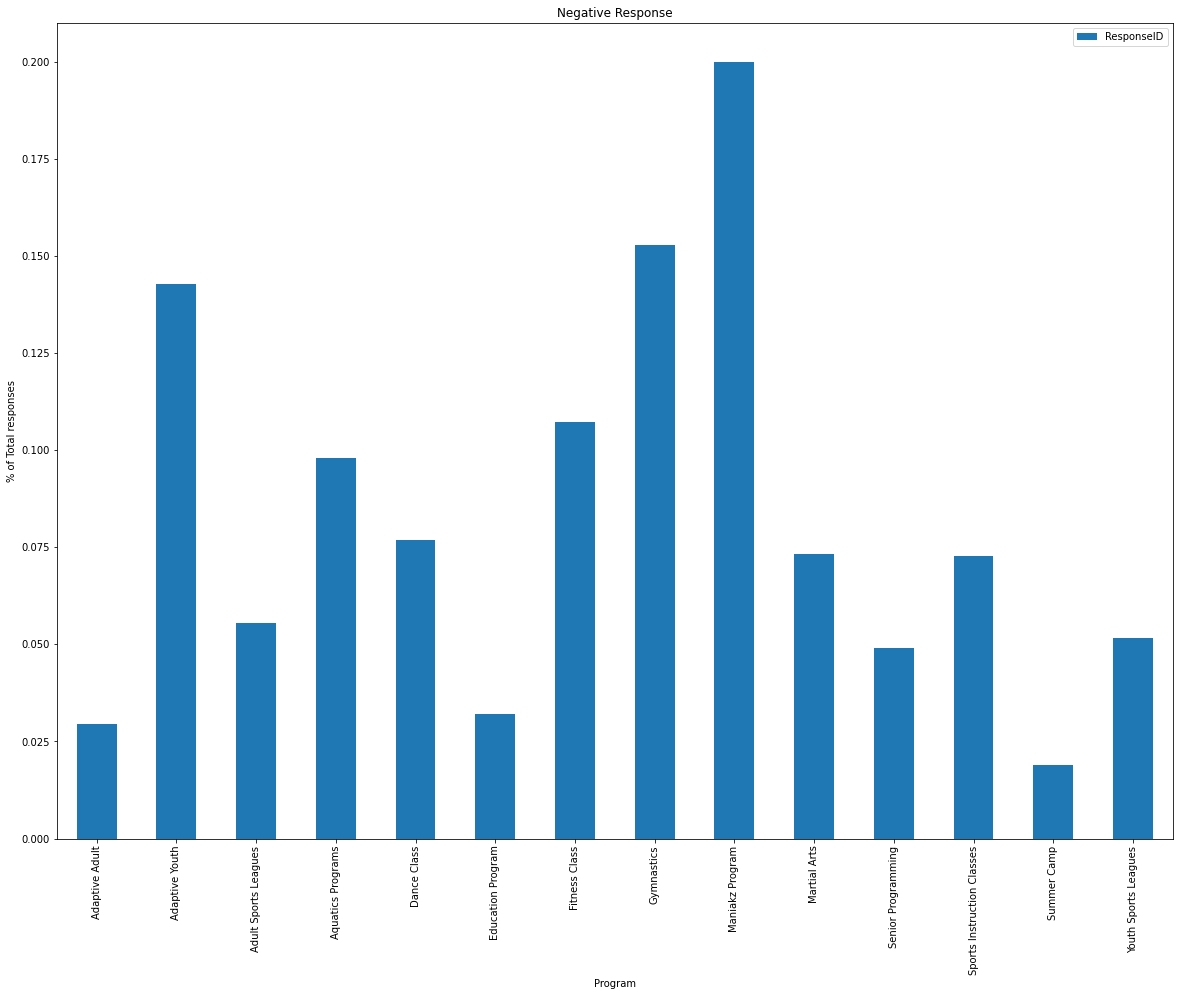 Negative Response
ResponseID
% of Total responses
0.200
0.175
0.150
0.125
0.100
0.075
0.050
0.025
0.000
Adaptive Adult
Adaptive Youth
Adult Sports Leagues
Aquatics Programs
Dance Class
Education Program
Fitness Class
Gymnastics
Maniakz Program
Martial Arts
Senior Programming
Sports Instruction Classes
Summer Camp
Youth Sports Leagues
Program